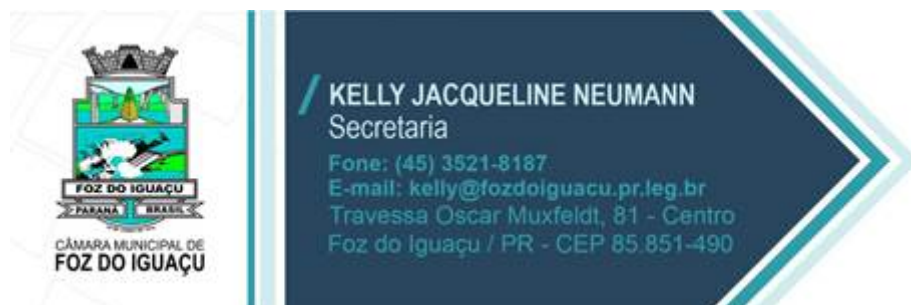 FOZ DO IGUAÇU
PARANÁ BRASIL
CÂMARA MUNICIPAL DE
FOZ DO IGUAÇU
KELLY JACQUELINE NEUMANN
Secretaria
Fone: (45) 3521-8187
E-mail: kelly@fozdoiguacu.pr.leg.br
Travessa Oscar Muxfeldt, 81 - Centro
Foz do Iguaçu / PR - CEP 85.851-490